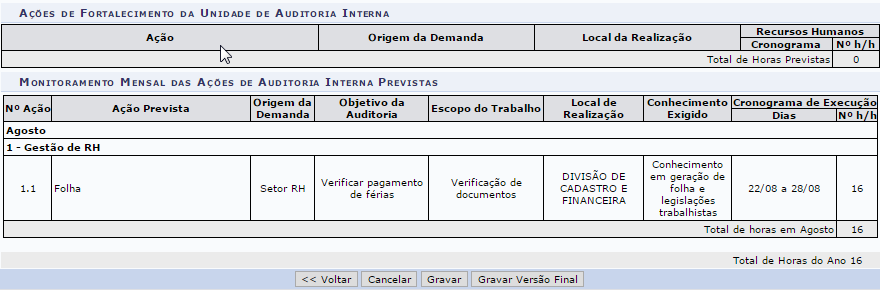 Ações de Fortalecimento da Unidade de Auditoria Interna
Ação Origem da Demanda Local da Realização Recursos Humanos
Cronograma Nº h/h
Total de Horas Previstas 0
Monitoramento Mensal das Ações de Auditoria Interna Previstas
Nº Ação Ação Prevista Origem da Demanda Objetivo da Auditoria Escopo do Trabalho Local de Realização Conhecimento Exigido Cronograma de Execução
Dias Nº h/h
Agosto
1 - Gestão de RH
1.1 Folha Setor RH Verificar pagamento de férias Verificação de documentos DIVISÃO DE CADASTRO E FINANCEIRA Conhecimento em geração de folha e legislações trabalhistas 22/08 a 28/08 16
Total de horas em Agosto 16
Total de Horas do Ano 16
<< Voltar Cancelar Gravar Gravar Versão Final